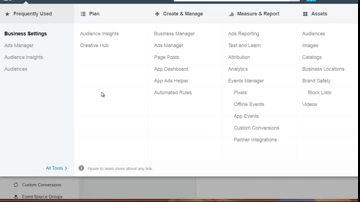 Frequently Used
Business Settings
Ads Manager
Audience Insights
Audiences
Plan
Audience Insights
Creative Hub
Create & Manage
Business Manager
Ads Manager
Page Posts
App Dashboard
App Ads Helper
Automated Rules
Measure & Report
Ads Reporting
Test and Learn
Attribution
Analytics
Events Manager
Pixels
Offline Events
App Events
Custom Conversions
Partner Integrations
Assets
Audiences
Images
Catalogs
Business Locations
Brand Safety
Block Lists
Videos
All Tools >
Hover to learn more about any link
Custom Conversions
Event Source Groups